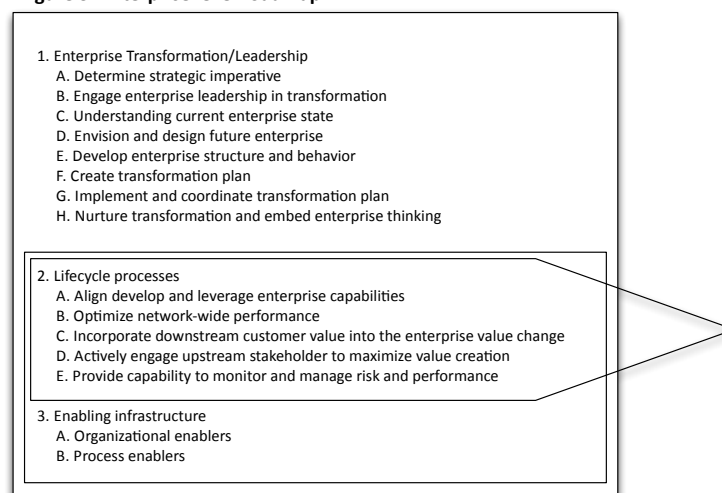 1. Enterprise Transformation/Leadership
A. Determine strategic imperative
B. Engage enterprise leadership in transformation
C. Understanding current enterprise state
D. Envision and design future enterprise
E. Develop enterprise structure and behavior
F. Create transformation plan
G. Implement and coordinate transformation plan
H. Nurture transformation and embed enterprise thinking
2. Lifecycle processes
A. Align develop and leverage enterprise capabilities
B. Optimize network-wide performance
C. Incorporate downstream customer value into the enterprise value change
D. Actively engage upstream stakeholder to maximize value creation
E. Provide capability to monitor and manage risk and performance
3. Enabling infrastructure
A. Organizational enablers
B. Process enablers